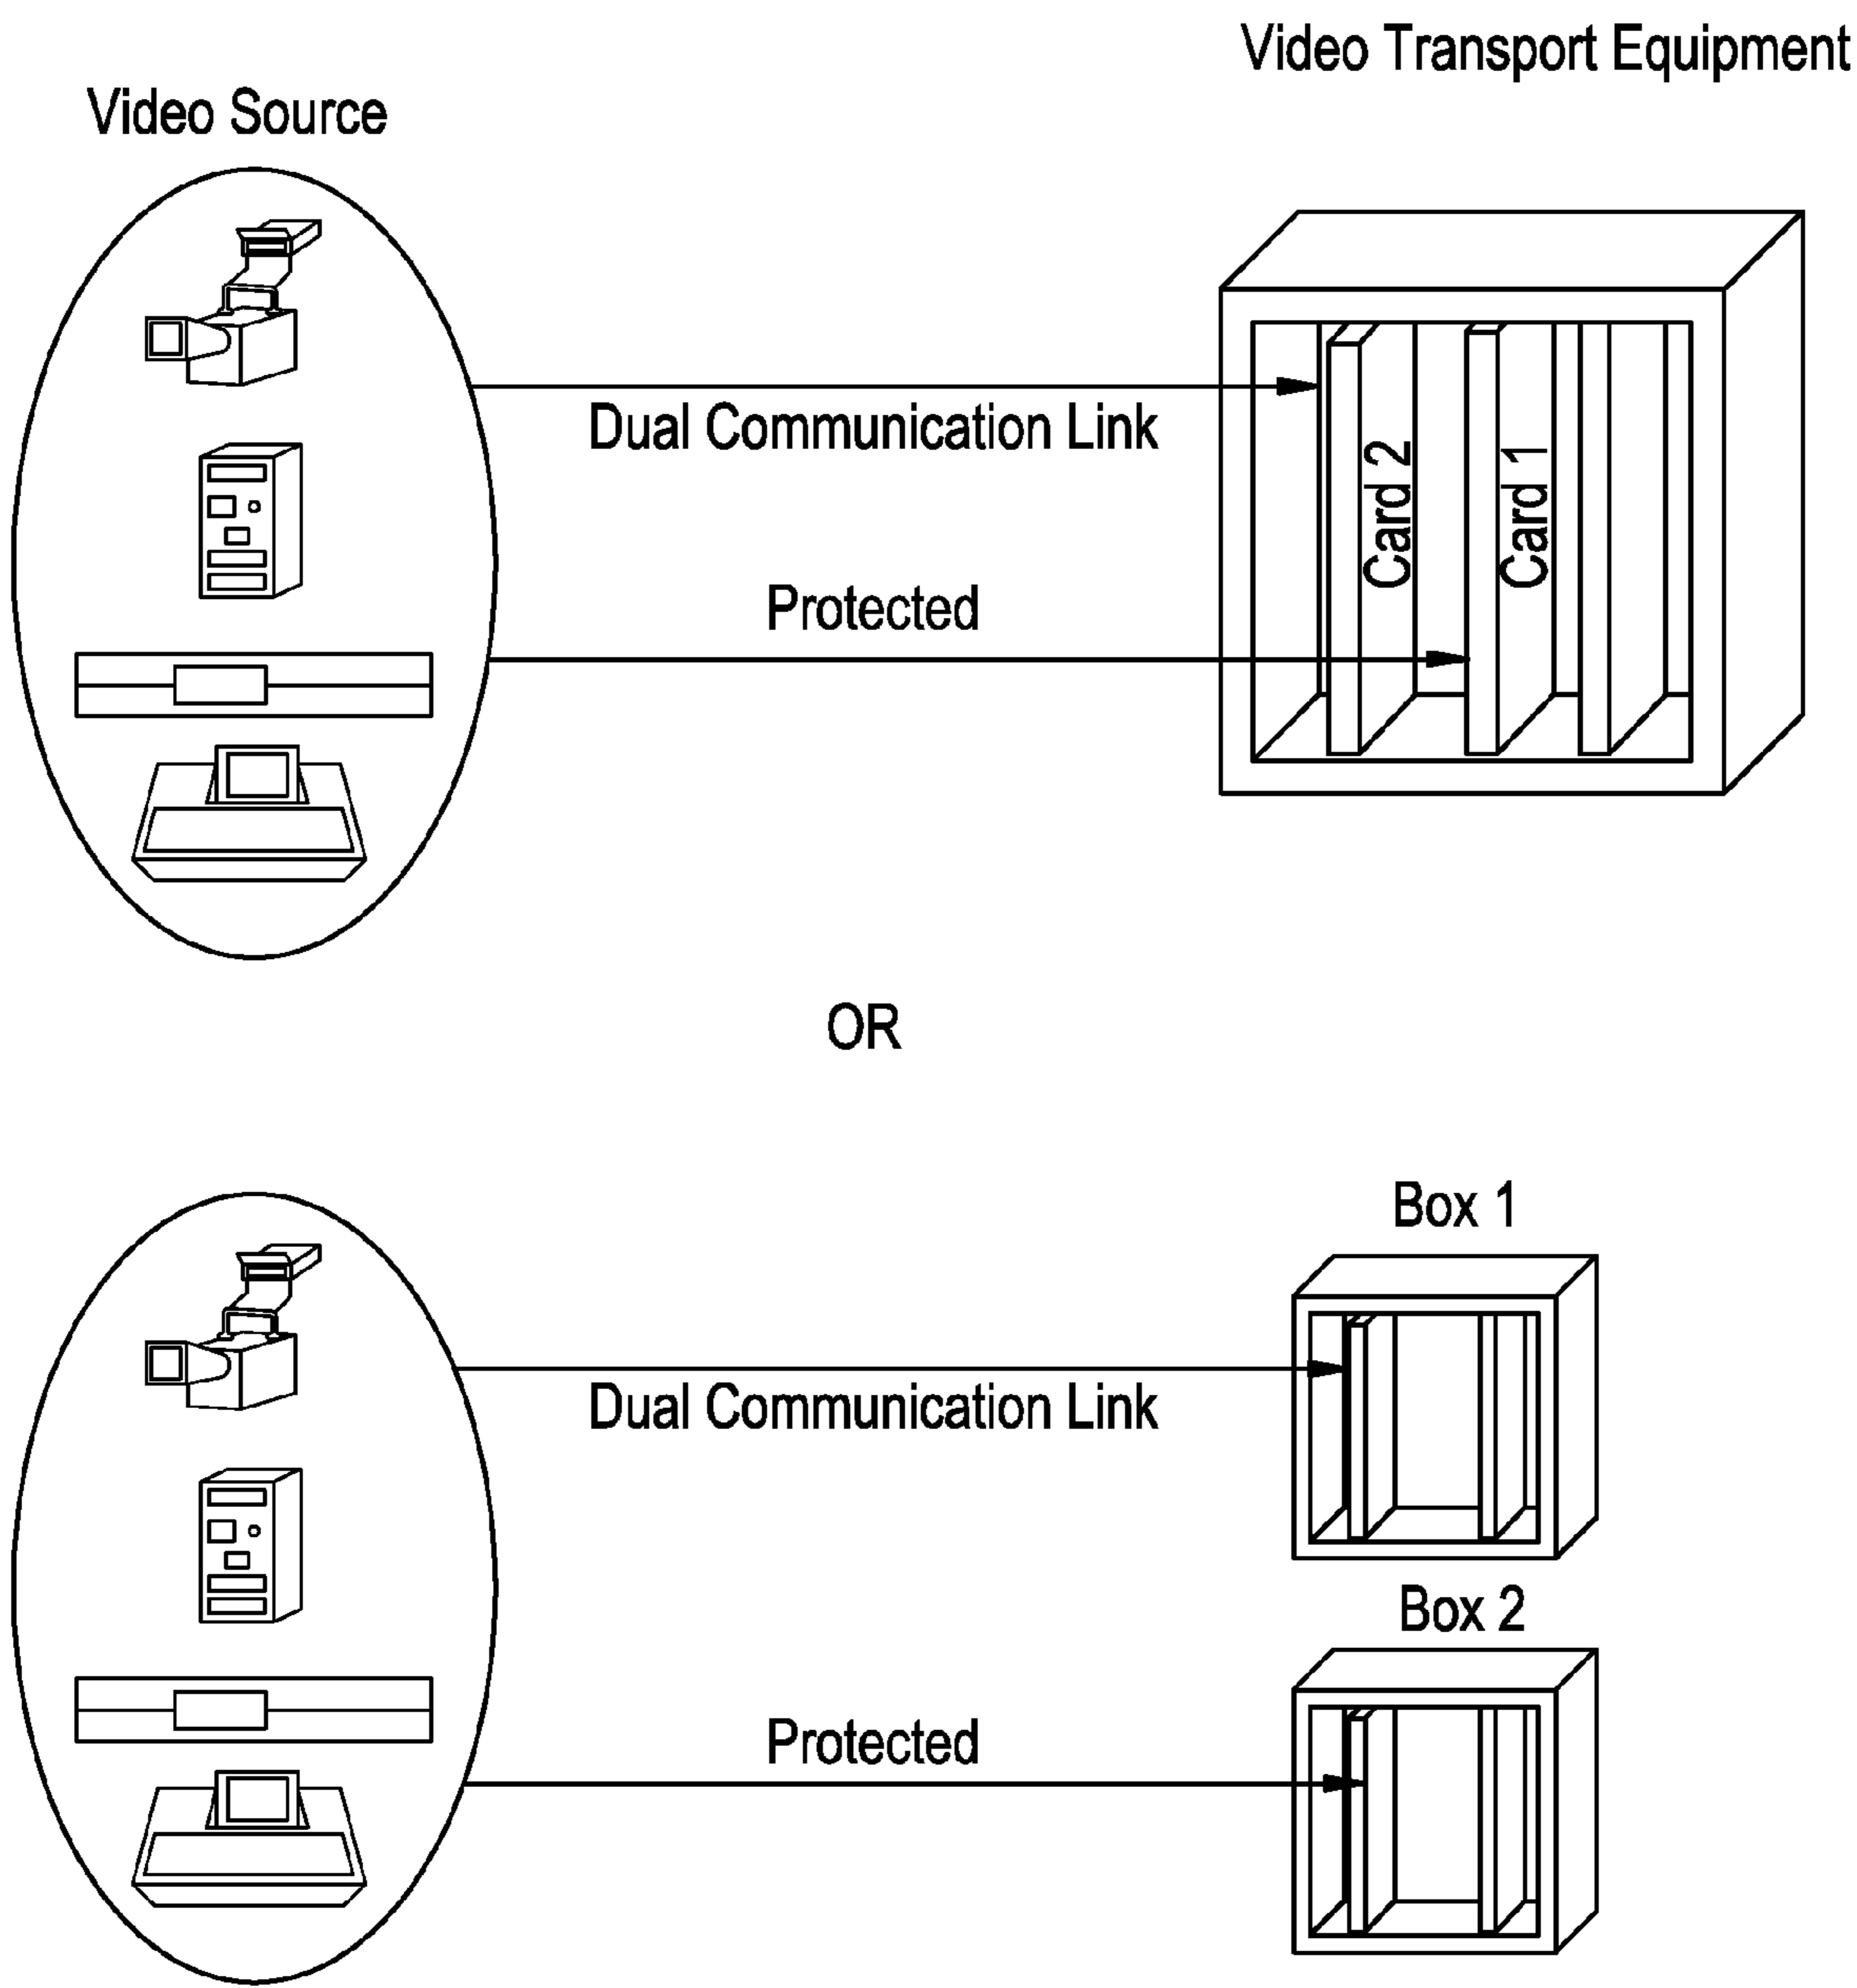 Video Transport Equipment
Video Source
Dual Communication Link
Card 2
Card 1
Protected
OR
Box 1
Dual Communication Link
Box 2
Protected